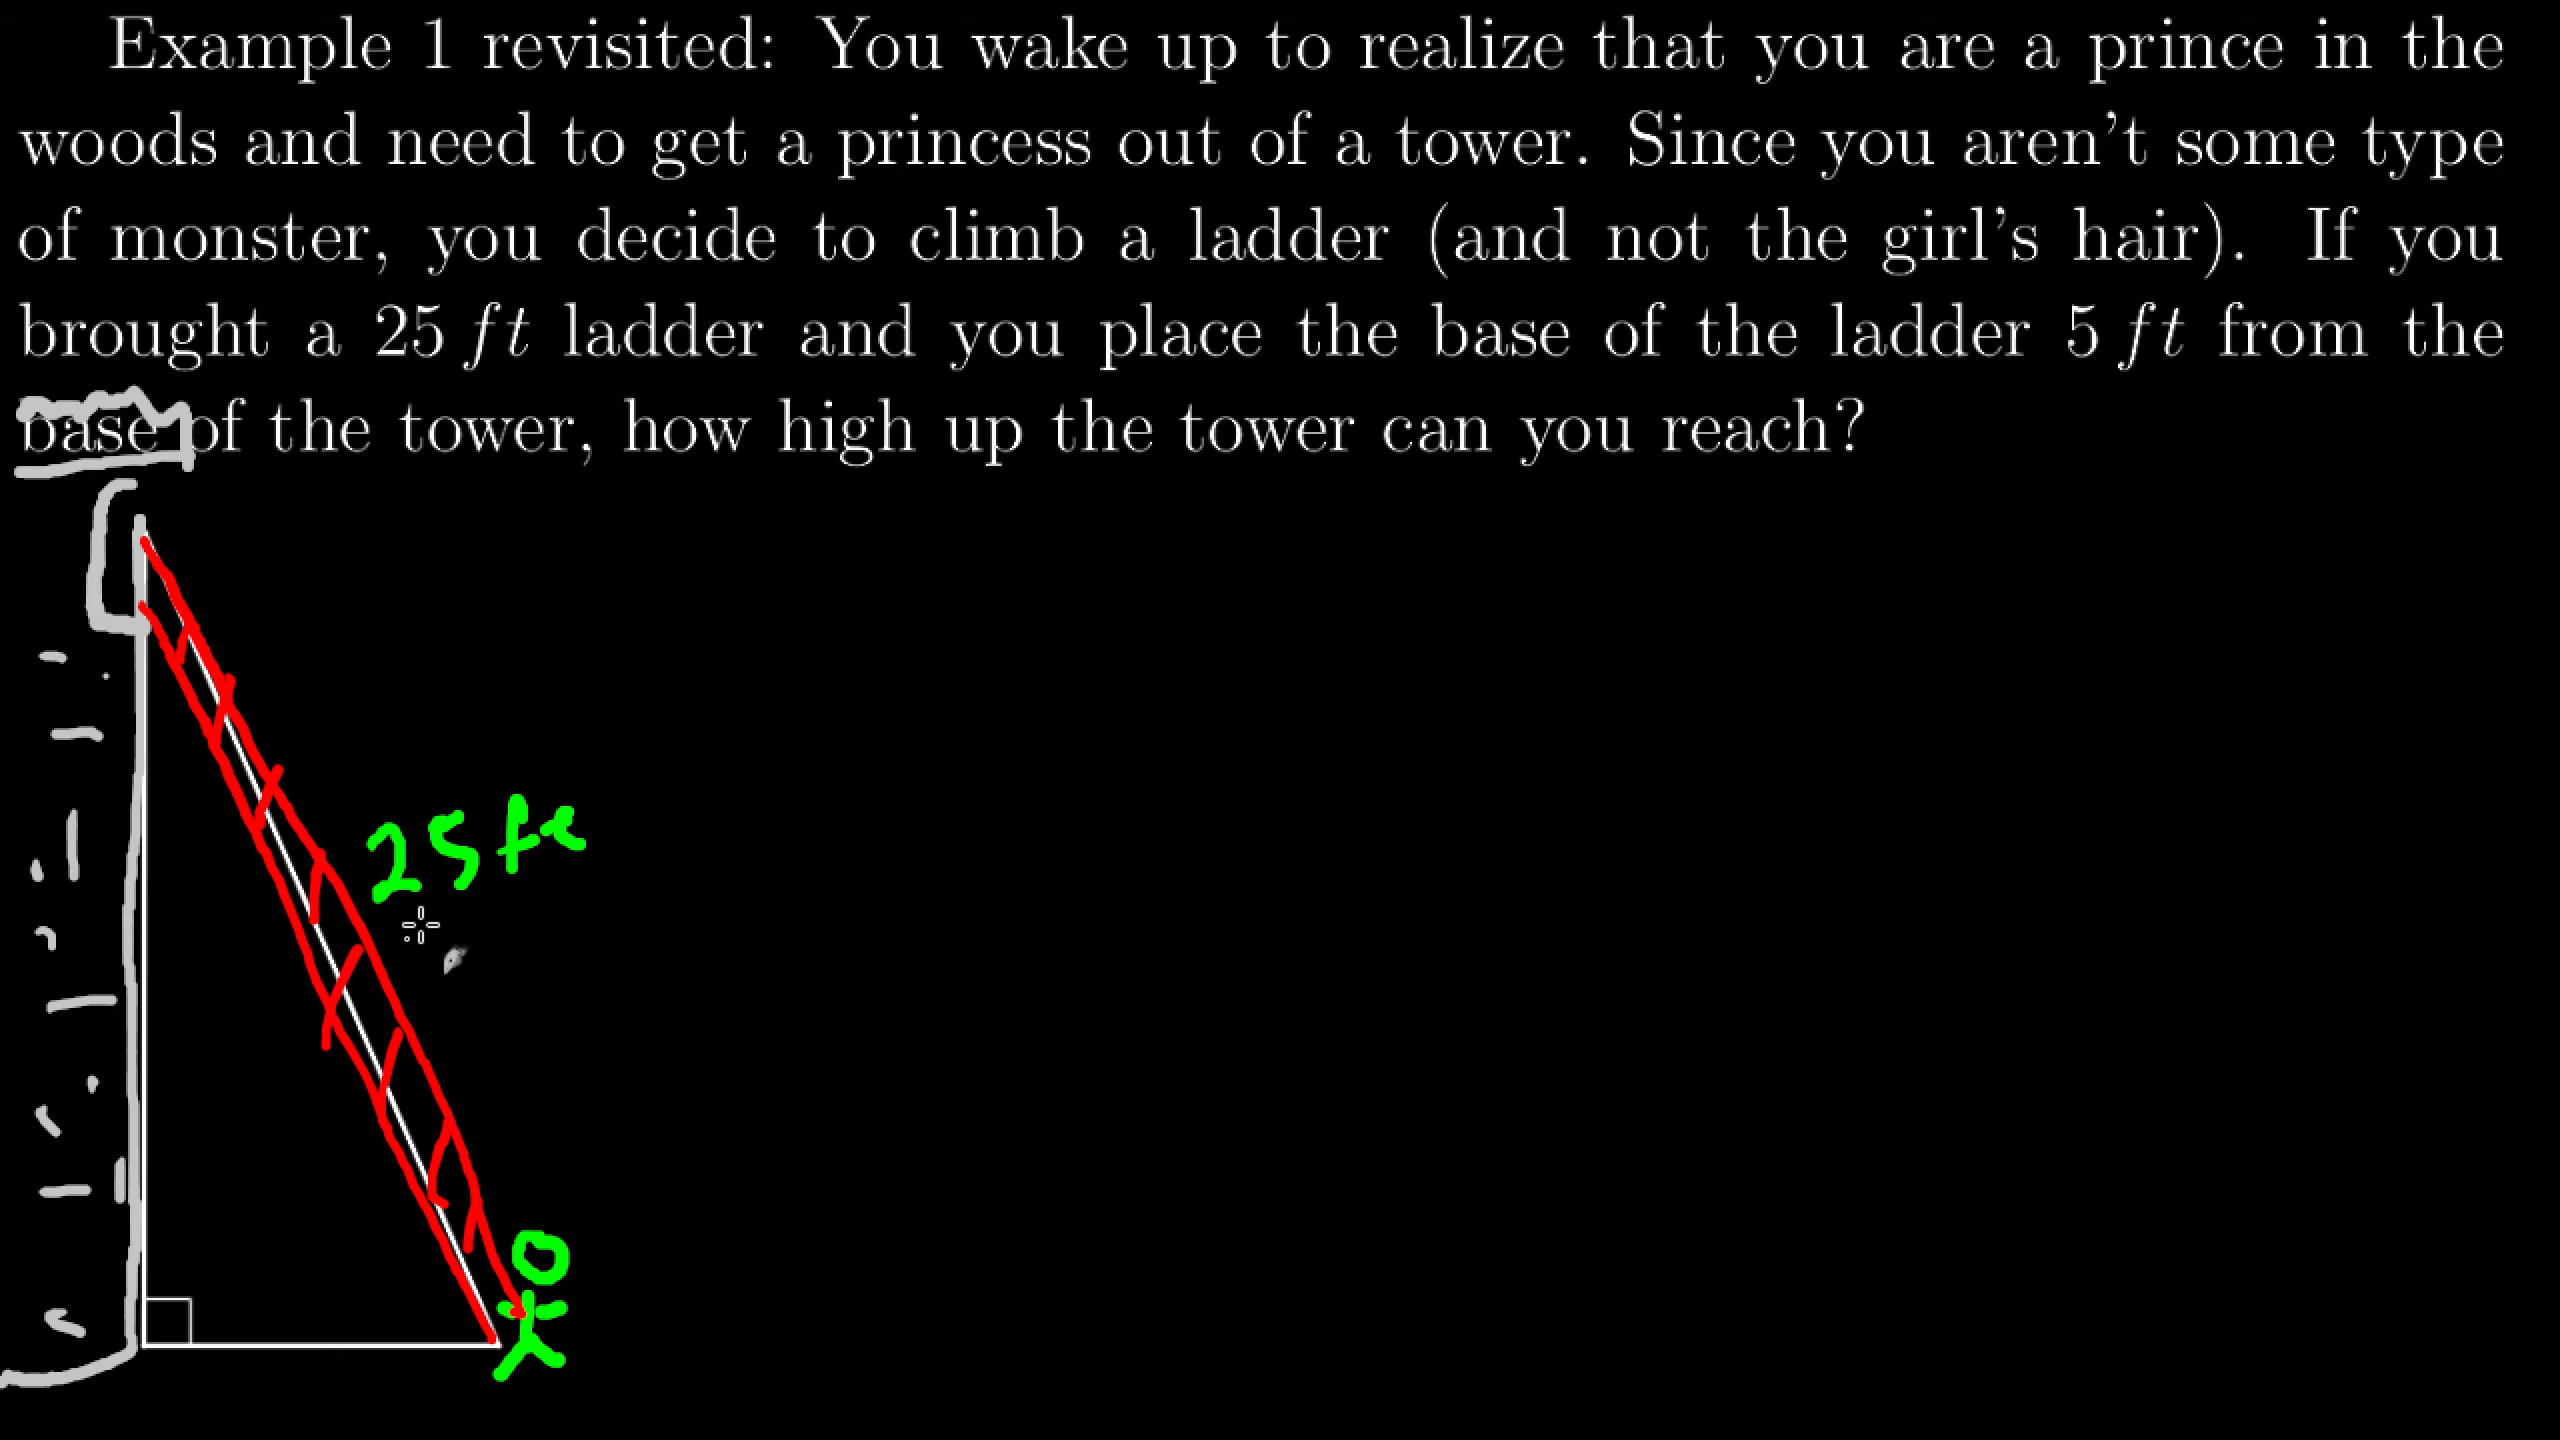 Example 1 revisited: You wake up to realize that you are a prince in the
woods and need to get a princess out of a tower. Since you aren't some type
of monster, you decide to climb a ladder (and not the girl's hair). If you
brought a 25 ft ladder and you place the base of the ladder 5 ft from the
base of the tower, how high up the tower can you reach?
25 ft